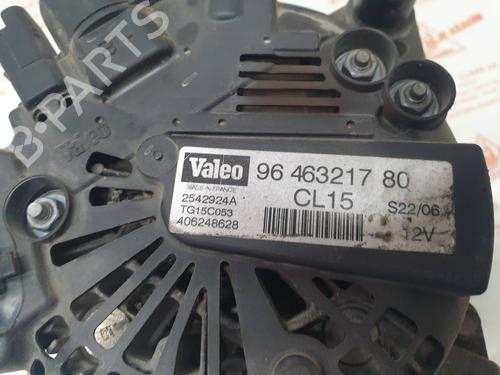 Valeo
MADE IN FRANCE
96 463217 80
2542924A
CL15
S22/06
TG15C053
406248628
12V
Valeo
B-PARTS